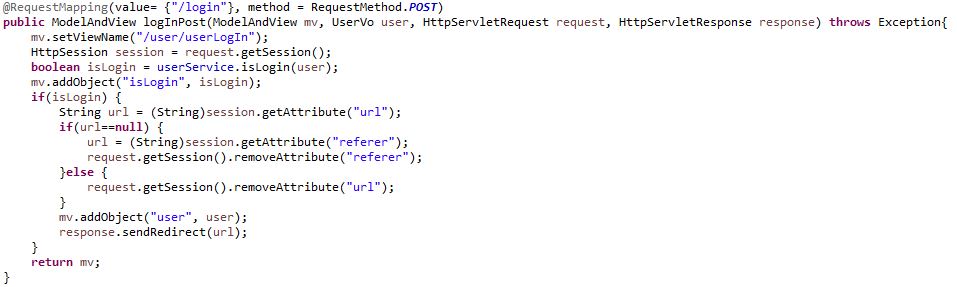 @RequestMapping(value= {"/login"}, method = RequestMethod.POST)
public ModelAndView logInPost(ModelAndView mv, UserVo user, HttpServletRequest request, HttpServletResponse response) throws Exception{
    mv.setViewName("/user/userLogIn");
    HttpSession session = request.getSession();
    boolean isLogin = userService.isLogin(user);
    mv.addObject("isLogin", isLogin);
    if(isLogin) {
        String url = (String)session.getAttribute("url");
        if(url==null) {
            url = (String)session.getAttribute("referer");
            request.getSession().removeAttribute("referer");
        }else {
            request.getSession().removeAttribute("url");
        }
        mv.addObject("user", user);
        response.sendRedirect(url);
    }
    return mv;
}